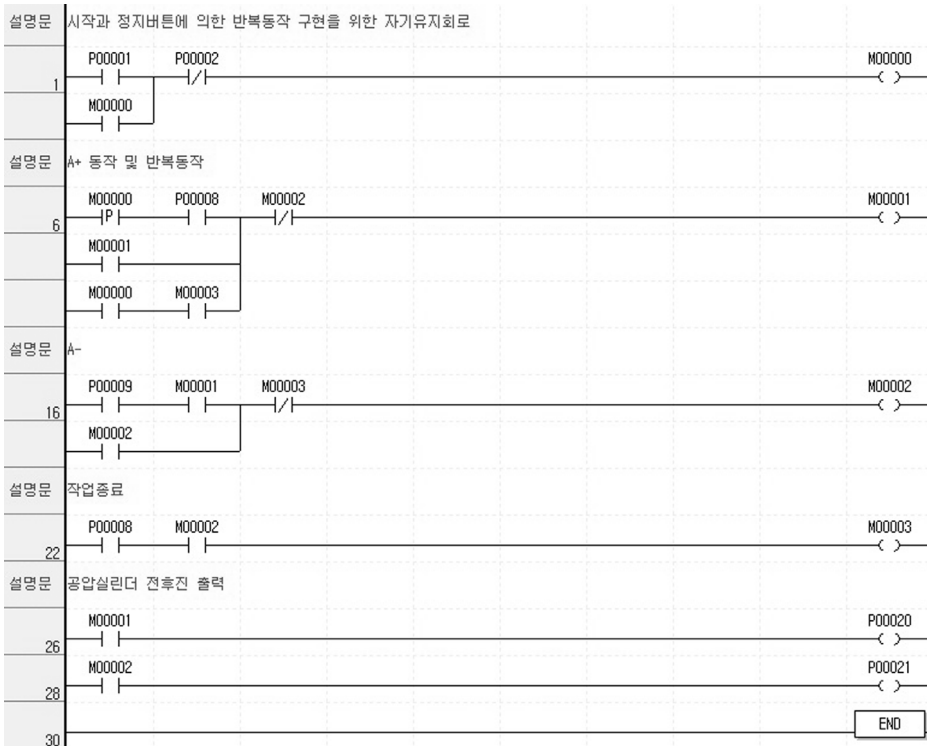 설명문 시작과 정지버튼에 의한 반복동작 구현을 위한 자기유지회로
P00001 P00002 M00000
1
M00000
설명문 A+ 동작 및 반복동작
M00000 P00008 M00002 M00001
P
6
M00001
M00000 M00003
설명문 A-
P00009 M00001 M00003 M00002
16
M00002
설명문 작업종료
P00008 M00002 M00003
22
설명문 공압실린더 전후진 출력
M00001 P00020
26
M00002 P00021
28
END
30